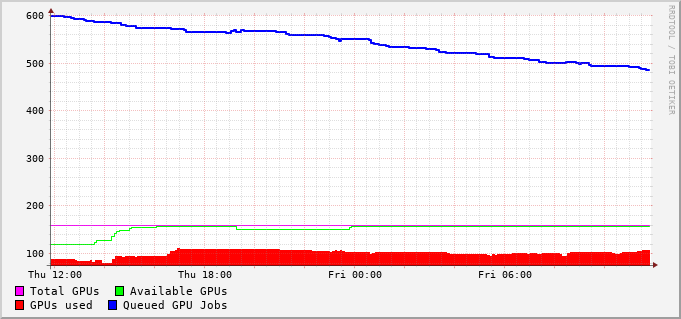 600
500
400
300
200
100
Thu 12:00 Thu 18:00 Fri 00:00 Fri 06:00
Total GPUs Available GPUs
GPUs used Queued GPU Jobs
RRDTOOL / TOBI OETIKER